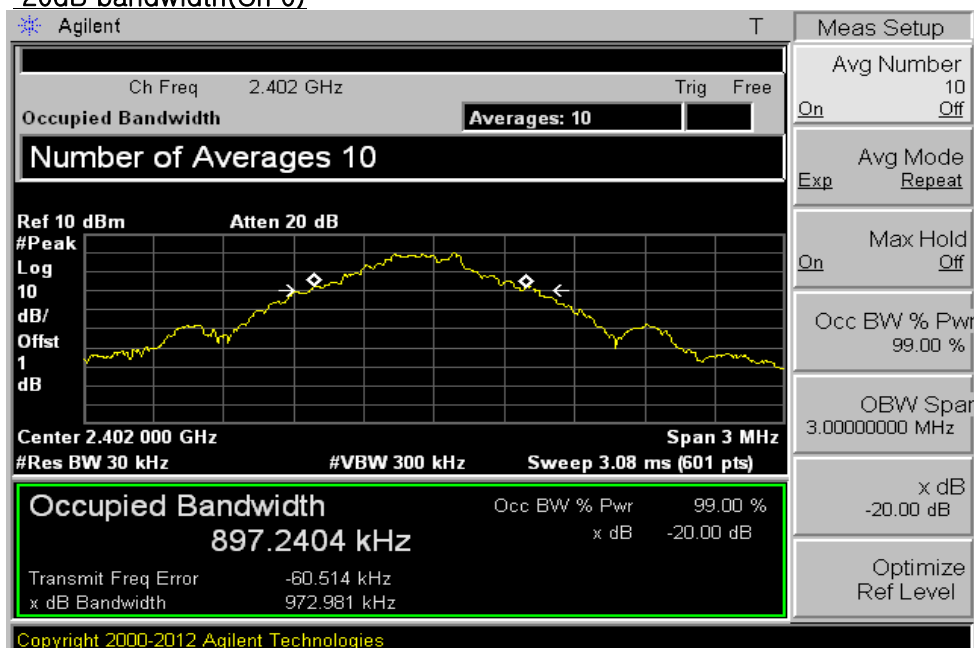 20dB bandwidth(Ch 0)
Agilent T
Ch Freq 2.402 GHz Trig Free
Occupied Bandwidth Averages: 10
Number of Averages 10
Ref 10 dBm Atten 20 dB
#Peak
Log
10
dB/
Offst
1
dB
Center 2.402 000 GHz Span 3 MHz
#Res BW 30 kHz #VBW 300 kHz Sweep 3.08 ms (601 pts)
Occupied Bandwidth
897.2404 kHz
Occ BW % Pwr 99.00 %
x dB -20.00 dB
Transmit Freq Error -60.514 kHz
x dB Bandwidth 972.981 kHz
Copyright 2000-2012 Agilent Technologies
Meas Setup
Avg Number
10
On Off
Avg Mode
Exp Repeat
Max Hold
On Off
Occ BW % Pwr
99.00 %
OBW Span
3.00000000 MHz
x dB
-20.00 dB
Optimize
Ref Level